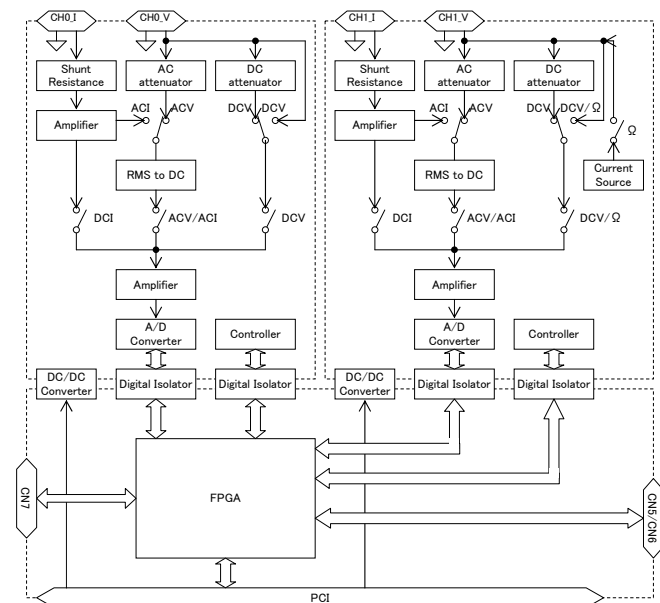 CH0_I
CH0_V
CH1_I
CH1_V
Shunt
Resistance
AC
attenuator
DC
attenuator
Shunt
Resistance
AC
attenuator
DC
attenuator
ACI
ACV
DCV
DCV
ACI
ACV
DCV
DCV/Ω
Amplifier
Amplifier
Ω
RMS to DC
RMS to DC
Current
Source
DCI
ACV/ACI
DCV
DCI
ACV/ACI
DCV/Ω
Amplifier
Amplifier
A/D
Converter
Controller
A/D
Converter
Controller
DC/DC
Converter
Digital Isolator
Digital Isolator
DC/DC
Converter
Digital Isolator
Digital Isolator
FPGA
CN7
CN5/CN6
PCI